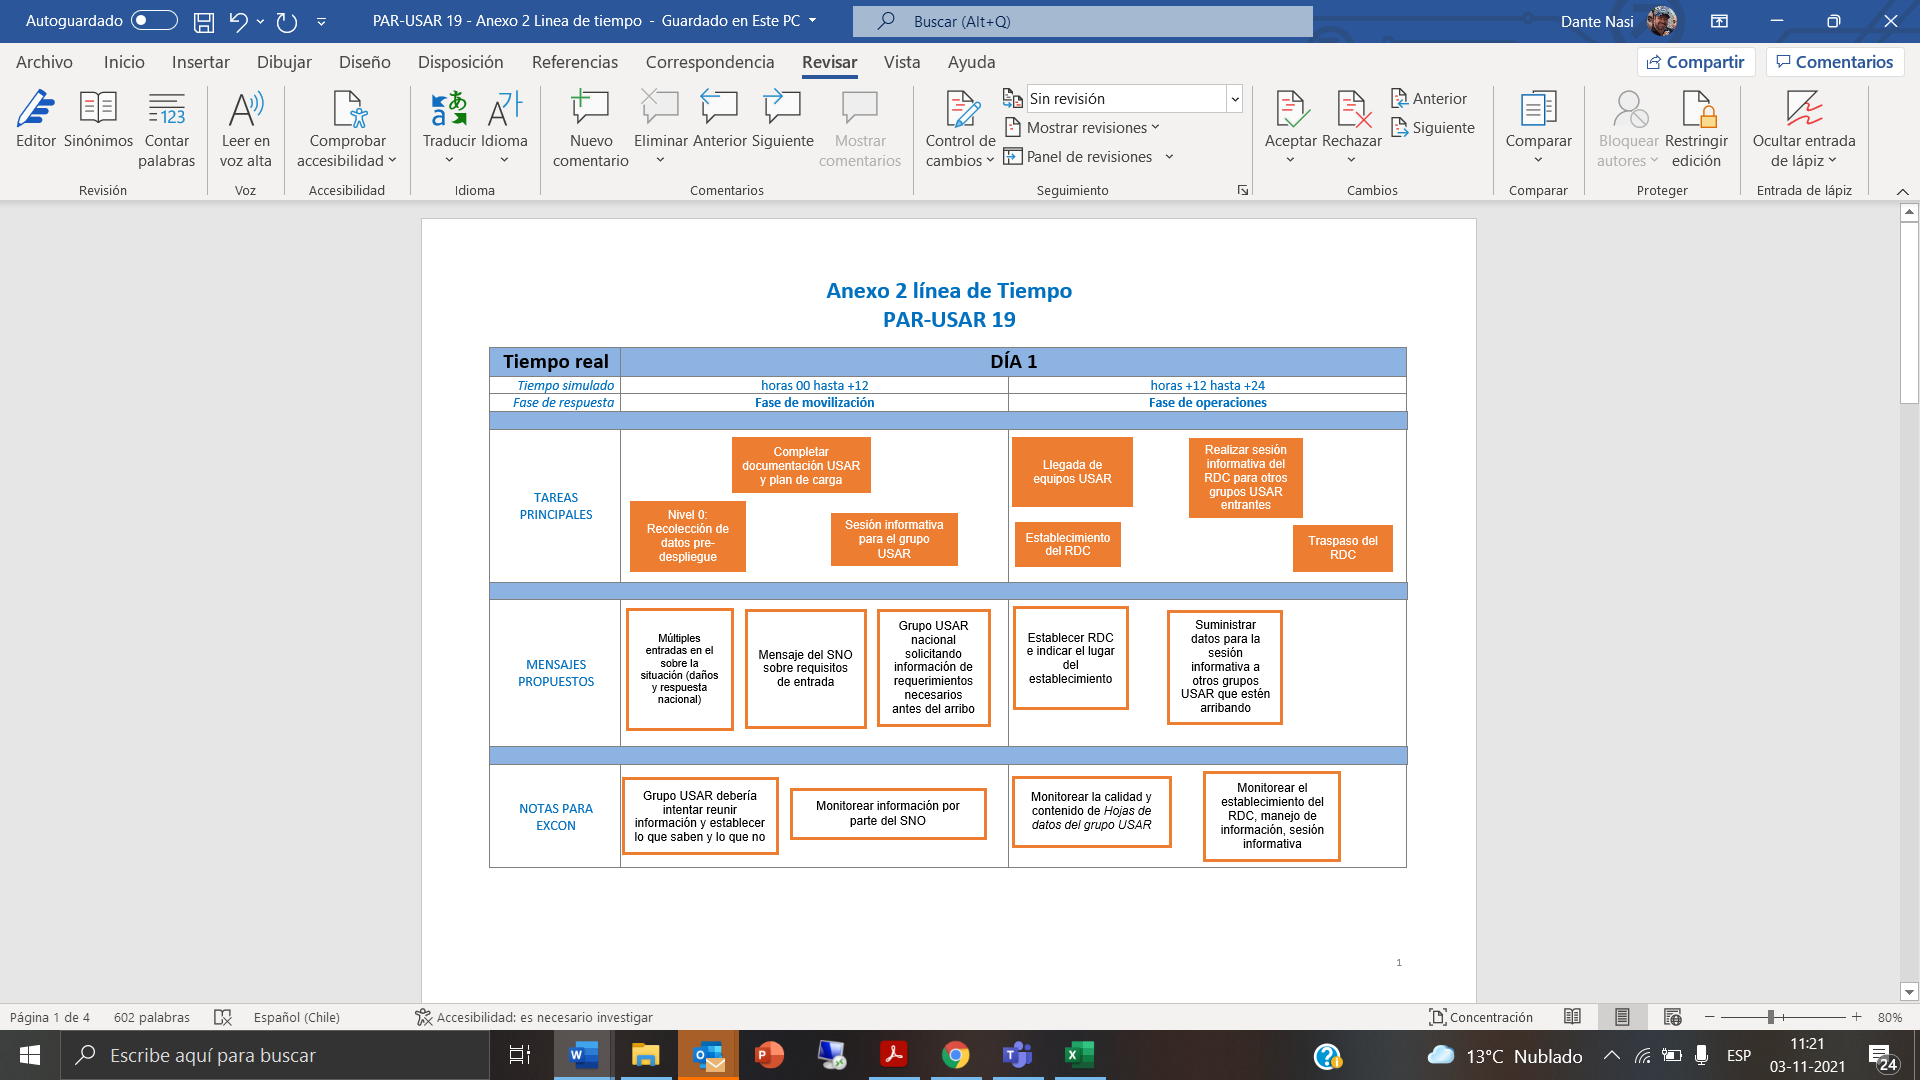 Autoguardado
PAR-USAR 19 - Anexo 2 Linea de tiempo - Guardado en Este PC
Buscar (Alt+Q)
Dante Nasi
Archivo Inicio Insertar Dibujar Diseño Disposición Referencias Correspondencia Revisar Vista Ayuda
Compartir
Comentarios
Editor
Sinónimos
Contar
palabras
Revisión
Leer en
voz alta
Voz
Comprobar
accesibilidad
Accesibilidad
Traducir
Idioma
Idioma
Nuevo
comentario
Eliminar
Anterior
Siguiente
Mostrar
comentarios
Comentarios
Control de
cambios
Sin revisión
Mostrar revisiones
Panel de revisiones
Seguimiento
Aceptar
Rechazar
Anterior
Siguiente
Cambios
Comparar
Comparar
Bloquear
autores
Restringir
edición
Proteger
Ocultar entrada
de lápiz
Entrada de lápiz
Anexo 2 línea de Tiempo
PAR-USAR 19
Tiempo real
DÍA 1
Tiempo simulado
horas 00 hasta +12
horas +12 hasta +24
Fase de respuesta
Fase de movilización
Fase de operaciones
TAREAS
PRINCIPALES
Completar
documentación USAR
y plan de carga
Nivel 0:
Recolección de
datos pre-
despliegue
Sesión informativa
para el grupo
USAR
Llegada de
equipos USAR
Establecimiento
del RDC
Realizar sesión
informativa del
RDC para otros
grupos USAR
entrantes
Traspaso del
RDC
MENSAJES
PROPUESTOS
Múltiples
entradas en el
sobre la
situación (daños
y respuesta
nacional)
Mensaje del SNO
sobre requisitos
de entrada
Grupo USAR
nacional
solicitando
información de
requerimientos
necesarios
antes del arribo
Establecer RDC
e indicar el lugar
del
establecimiento
Suministrar
datos para la
sesión
informativa a
otros grupos
USAR que estén
arribando
NOTAS PARA
EXCON
Grupo USAR debería
intentar reunir
información y establecer
lo que saben y lo que no
Monitorear información por
parte del SNO
Monitorear la calidad y
contenido de Hojas de
datos del grupo USAR
Monitorear el
establecimiento del
RDC, manejo de
información, sesión
informativa
1
Página 1 de 4
602 palabras
Español (Chile)
Accesibilidad: es necesario investigar
Concentración
80%
Escribe aquí para buscar
13°C Nublado
ESP
11:21
03-11-2021
24